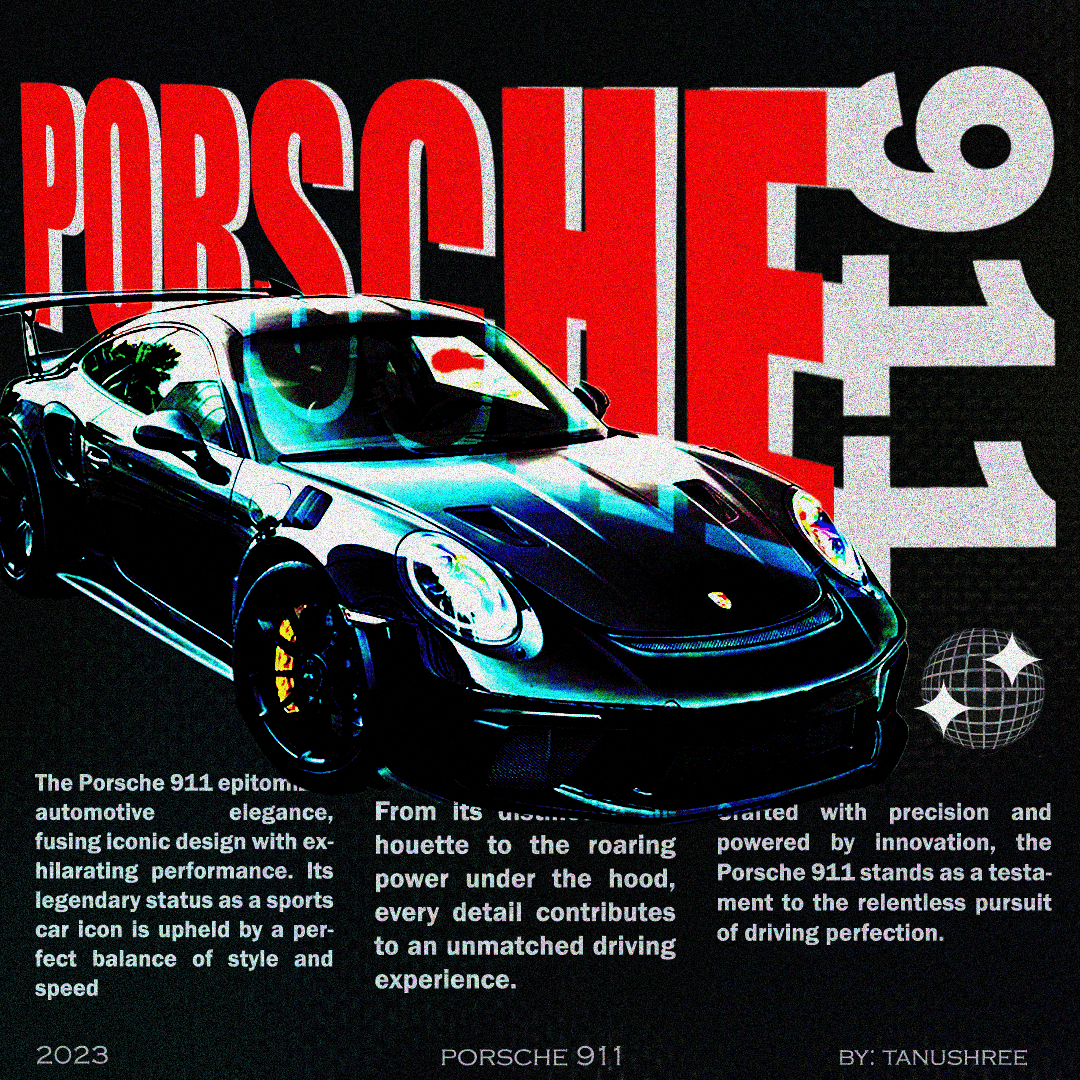 PORSCHE
911
The Porsche 911
automotive elegance,
fusing iconic design with ex-
hilarating performance. Its
legendary status as a sports
car icon is upheld by a per-
fect balance of style and
speed
From its
houette to the roaring
power under the hood,
every detail contributes
to an unmatched driving
experience.
Crafted with precision and
powered by innovation, the
Porsche 911 stands as a testa-
ment to the relentless pursuit
of driving perfection.
2023
PORSCHE 911
BY: TANUSHREE